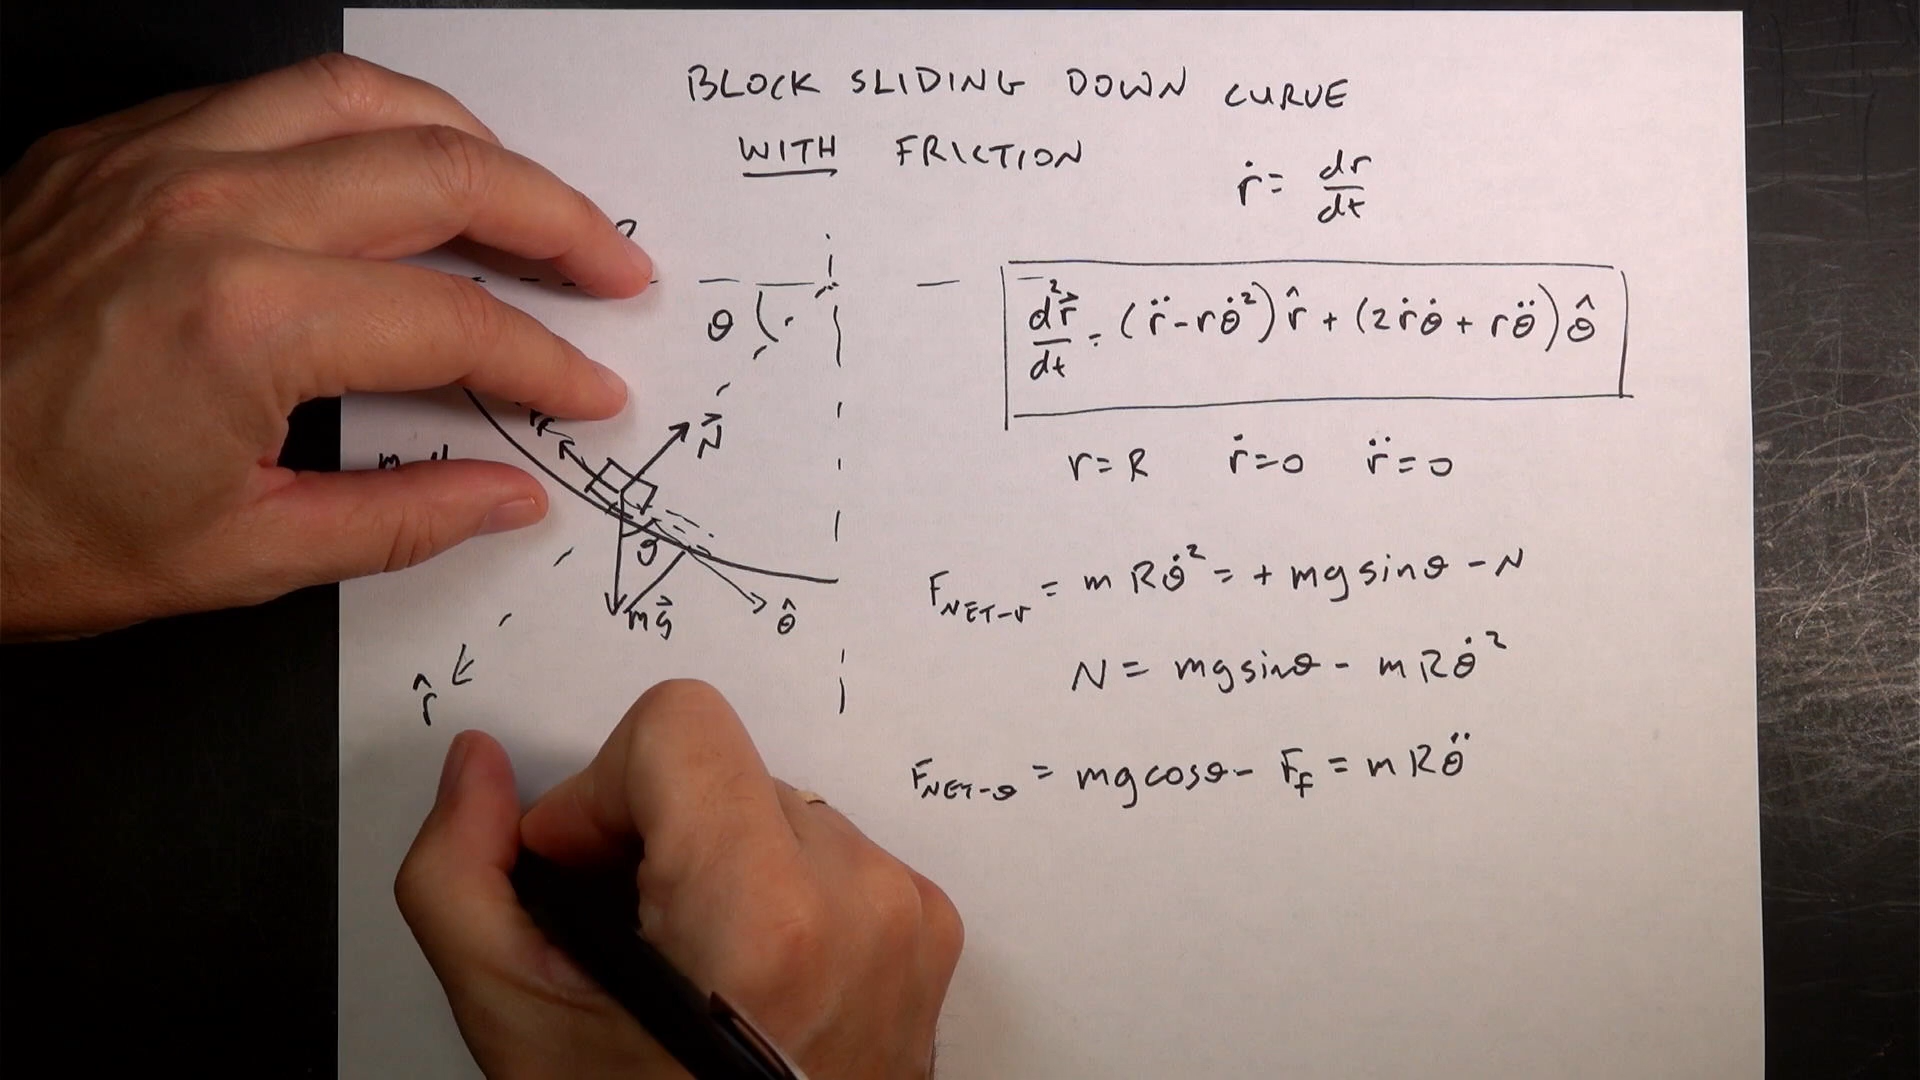 BLOCK SLIDING DOWN CURVE
WITH FRICTION
ṙ = dr/dt
θ
d²r⃗/dt = (r̈ - rθ̇²) r̂ + (2ṙθ̇ + rθ̈) θ̂
N⃗
r = R ṙ = 0 r̈ = 0
θ
F_NET-r = m R θ̇² = + mg sinθ - N
mg⃗
θ̂
N = mg sinθ - m R θ̇²
r̂
F_NET-θ = mg cosθ - F_f = m R θ̈